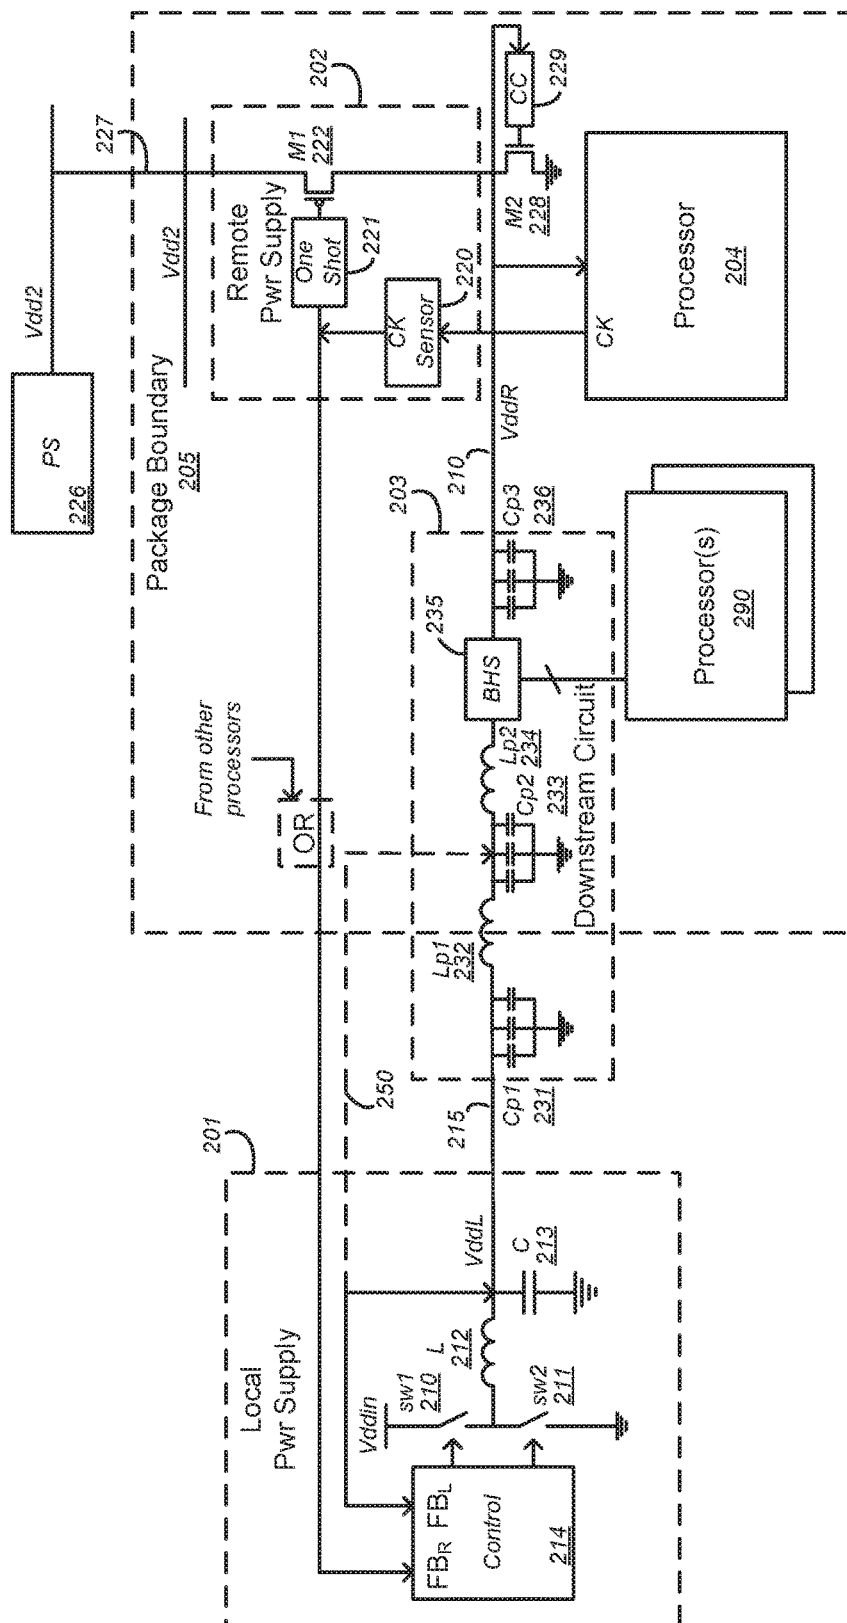 Local
Pwr Supply
201
FB_R FB_L
Control
214
Vddin
sw1
210
sw2
211
L
212
VddL
C
213
215
250
Cp1
231
Lp1
232
Cp2
233
Lp2
234
Downstream Circuit
203
BHS
235
Cp3
236
From other
processors
OR
Package Boundary
205
PS
226
Vdd2
227
Vdd2
Remote
Pwr Supply
202
One
Shot
221
M1
222
CK
Sensor
220
210
VddR
M2
228
CC
229
CK
Processor
204
Processor(s)
290